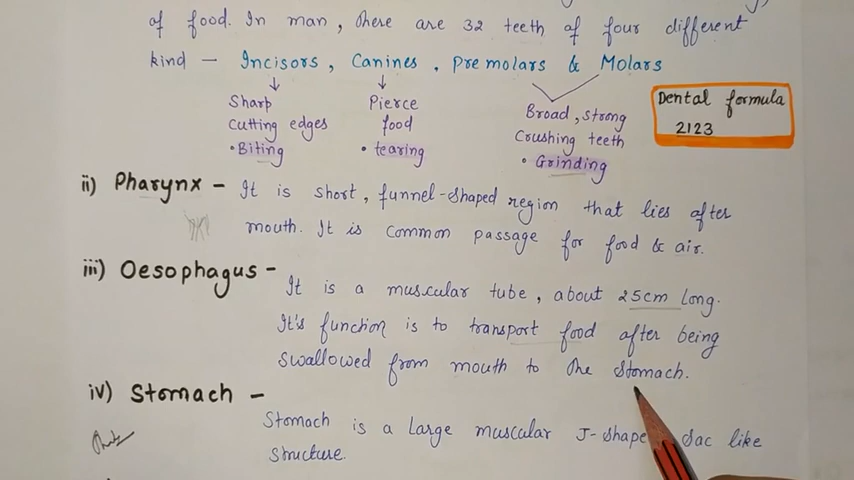 of food. In man, there are 32 teeth of four different
kind - Incisors, Canines, Premolars & Molars
Sharp
Cutting edges
• Biting
Pierce
food
• tearing
Broad, strong
Crushing teeth
• Grinding
Dental formula
2123
ii) Pharynx - It is short, funnel-shaped region that lies after
mouth. It is common passage for food & air.
iii) Oesophagus - It is a muscular tube, about 25cm long.
It's function is to transport food after being
swallowed from mouth to the Stomach.
iv) Stomach -
Stomach is a large muscular J-shape sac like
structure.